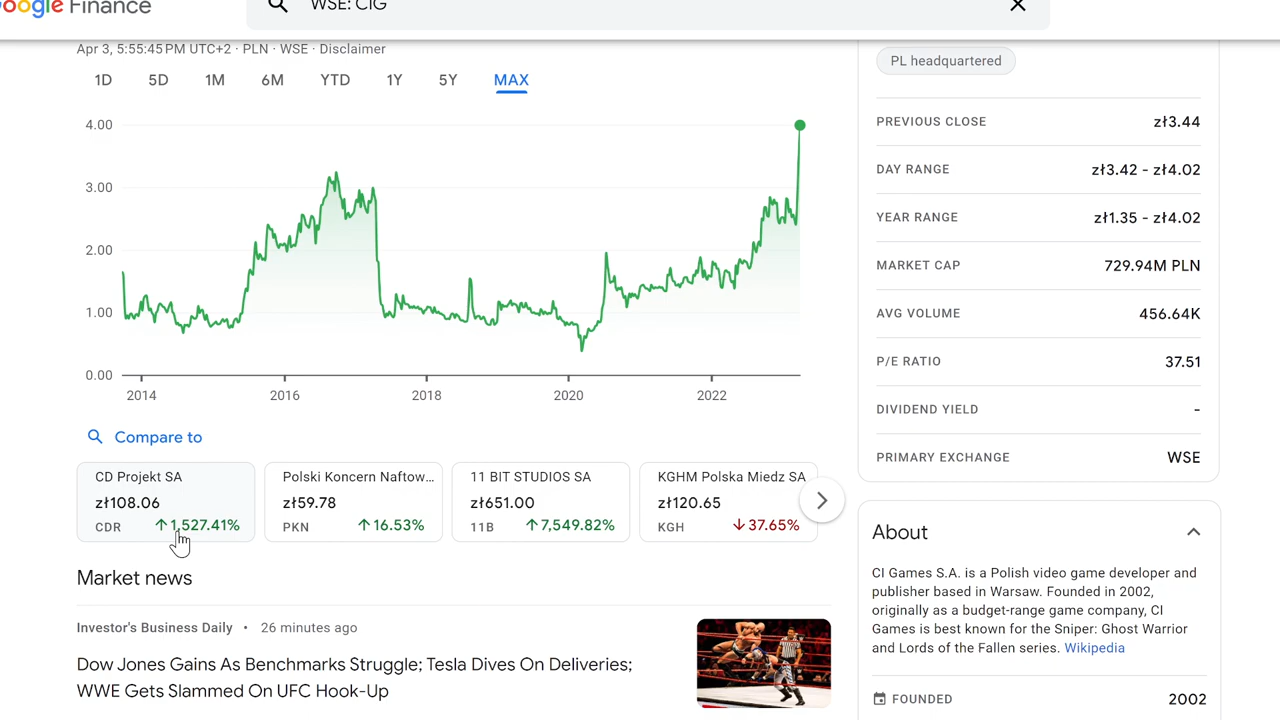 Google Finance
WSE: CIG
Apr 3, 5:55:45 PM UTC+2 · PLN · WSE · Disclaimer
1D 5D 1M 6M YTD 1Y 5Y MAX
4.00
3.00
2.00
1.00
0.00
2014 2016 2018 2020 2022
Compare to
CD Projekt SA
zł108.06
CDR ↑1,527.41%
Polski Koncern Naftow...
zł59.78
PKN ↑16.53%
11 BIT STUDIOS SA
zł651.00
11B ↑7,549.82%
KGHM Polska Miedz SA
zł120.65
KGH ↓37.65%
Market news
Investor's Business Daily • 26 minutes ago
Dow Jones Gains As Benchmarks Struggle; Tesla Dives On Deliveries;
WWE Gets Slammed On UFC Hook-Up
PL headquartered
PREVIOUS CLOSE zł3.44
DAY RANGE zł3.42 - zł4.02
YEAR RANGE zł1.35 - zł4.02
MARKET CAP 729.94M PLN
AVG VOLUME 456.64K
P/E RATIO 37.51
DIVIDEND YIELD -
PRIMARY EXCHANGE WSE
About
CI Games S.A. is a Polish video game developer and
publisher based in Warsaw. Founded in 2002,
originally as a budget-range game company, CI
Games is best known for the Sniper: Ghost Warrior
and Lords of the Fallen series. Wikipedia
FOUNDED 2002